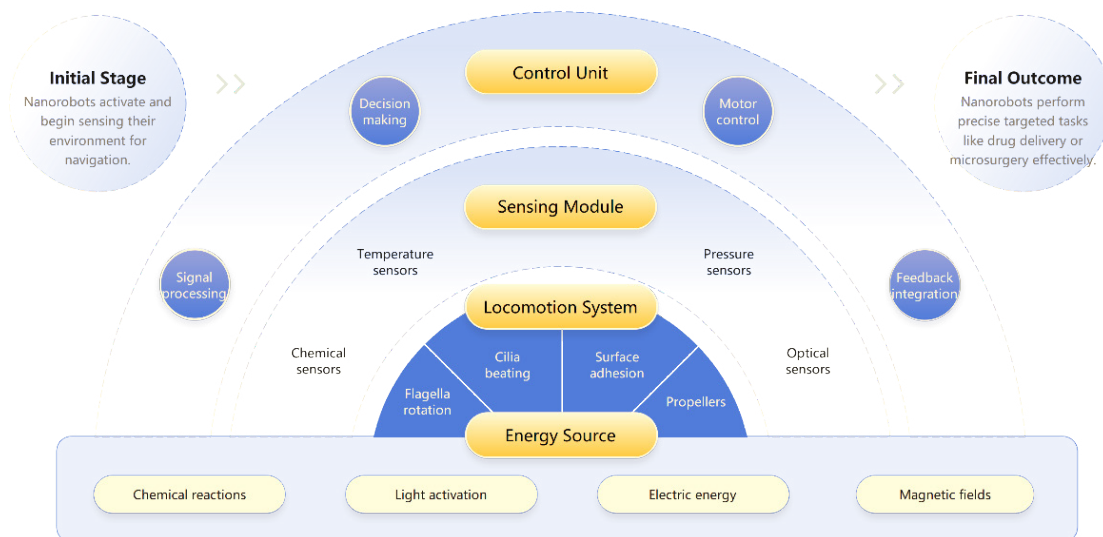 Initial Stage
Nanorobots activate and
begin sensing their
environment for
navigation.
Control Unit
Decision
making
Motor
control
Final Outcome
Nanorobots perform
precise targeted tasks
like drug delivery or
microsurgery effectively.
Signal
processing
Feedback
integration
Sensing Module
Temperature
sensors
Pressure
sensors
Chemical
sensors
Optical
sensors
Locomotion System
Flagella
rotation
Cilia
beating
Surface
adhesion
Propellers
Energy Source
Chemical reactions
Light activation
Electric energy
Magnetic fields